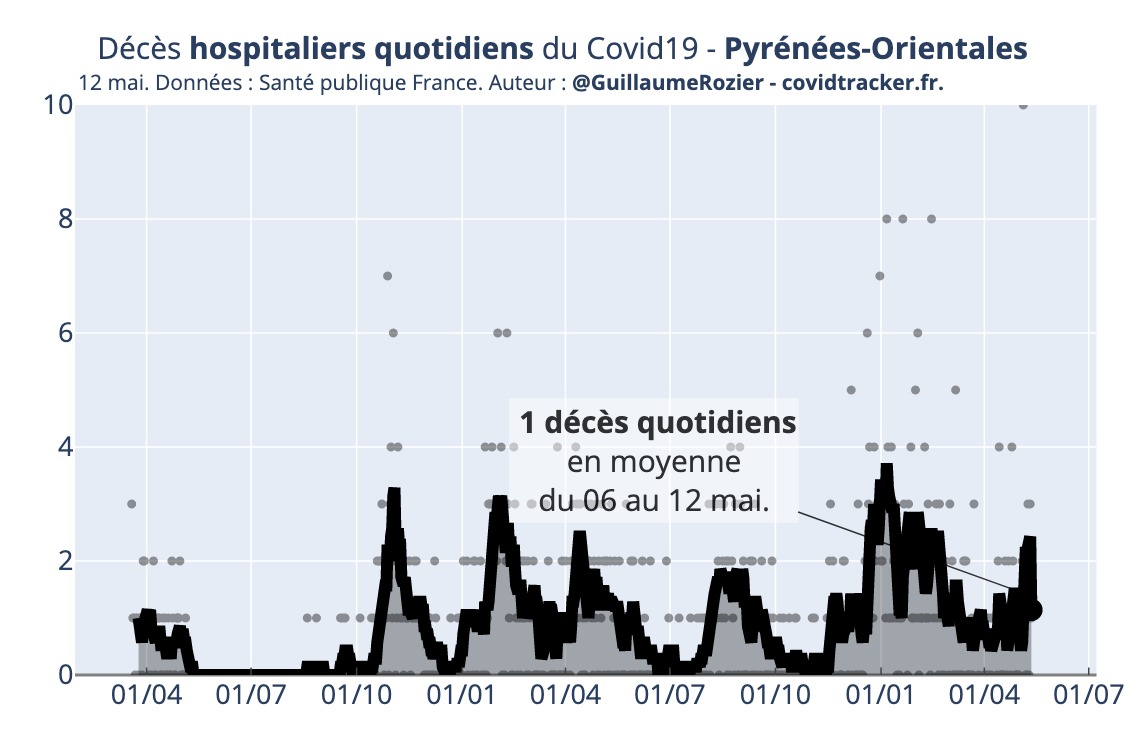 Décès hospitaliers quotidiens du Covid19 - Pyrénées-Orientales
12 mai. Données : Santé publique France. Auteur : @GuillaumeRozier - covidtracker.fr.
10
8
6
4
2
0
1 décès quotidiens
en moyenne
du 06 au 12 mai.
01/04 01/07 01/10 01/01 01/04 01/07 01/10 01/01 01/04 01/07